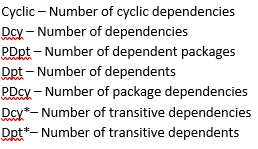 Cyclic – Number of cyclic dependencies
Dcy – Number of dependencies
PDpt – Number of dependent packages
Dpt – Number of dependents
PDcy – Number of package dependencies
Dcy*– Number of transitive dependencies
Dpt*– Number of transitive dependents